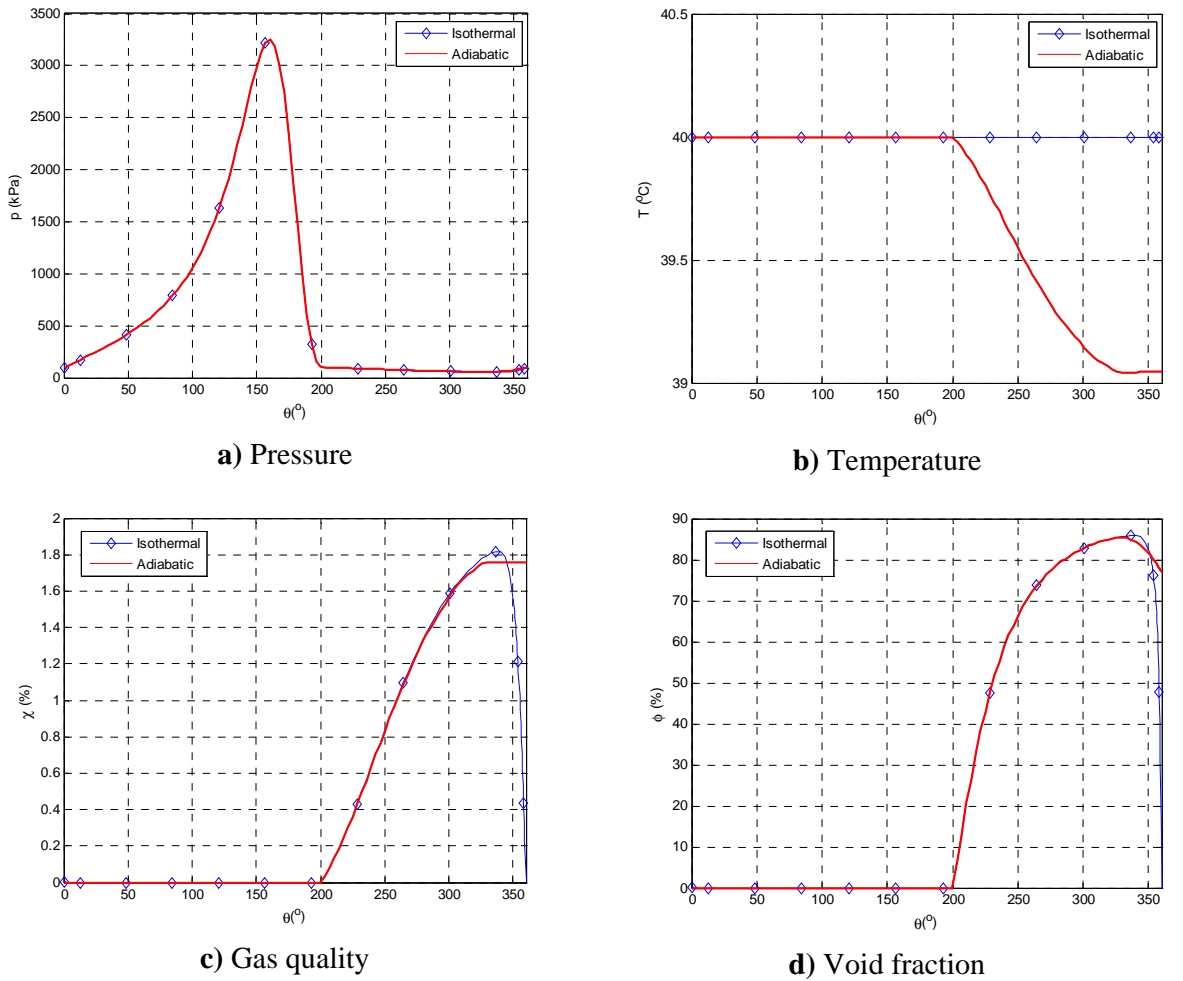 3500
3000
2500
3000
1500
1000
500
0
p (kPa)
0 50 100 150 200 250 300 350
θ(º)
Isothermal
Adiabatic
a) Pressure
40.5
40
39.5
39
T (ºC)
0 50 100 150 200 250 300 350
θ(º)
Isothermal
Adiabatic
b) Temperature
2
1.8
1.6
1.4
1.2
1
0.8
0.6
0.4
0.2
0
χ (%)
0 50 100 150 200 250 300 350
θ(º)
Isothermal
Adiabatic
c) Gas quality
90
80
70
60
50
40
30
20
10
0
ϕ (%)
0 50 100 150 200 250 300 350
θ(º)
Isothermal
Adiabatic
d) Void fraction